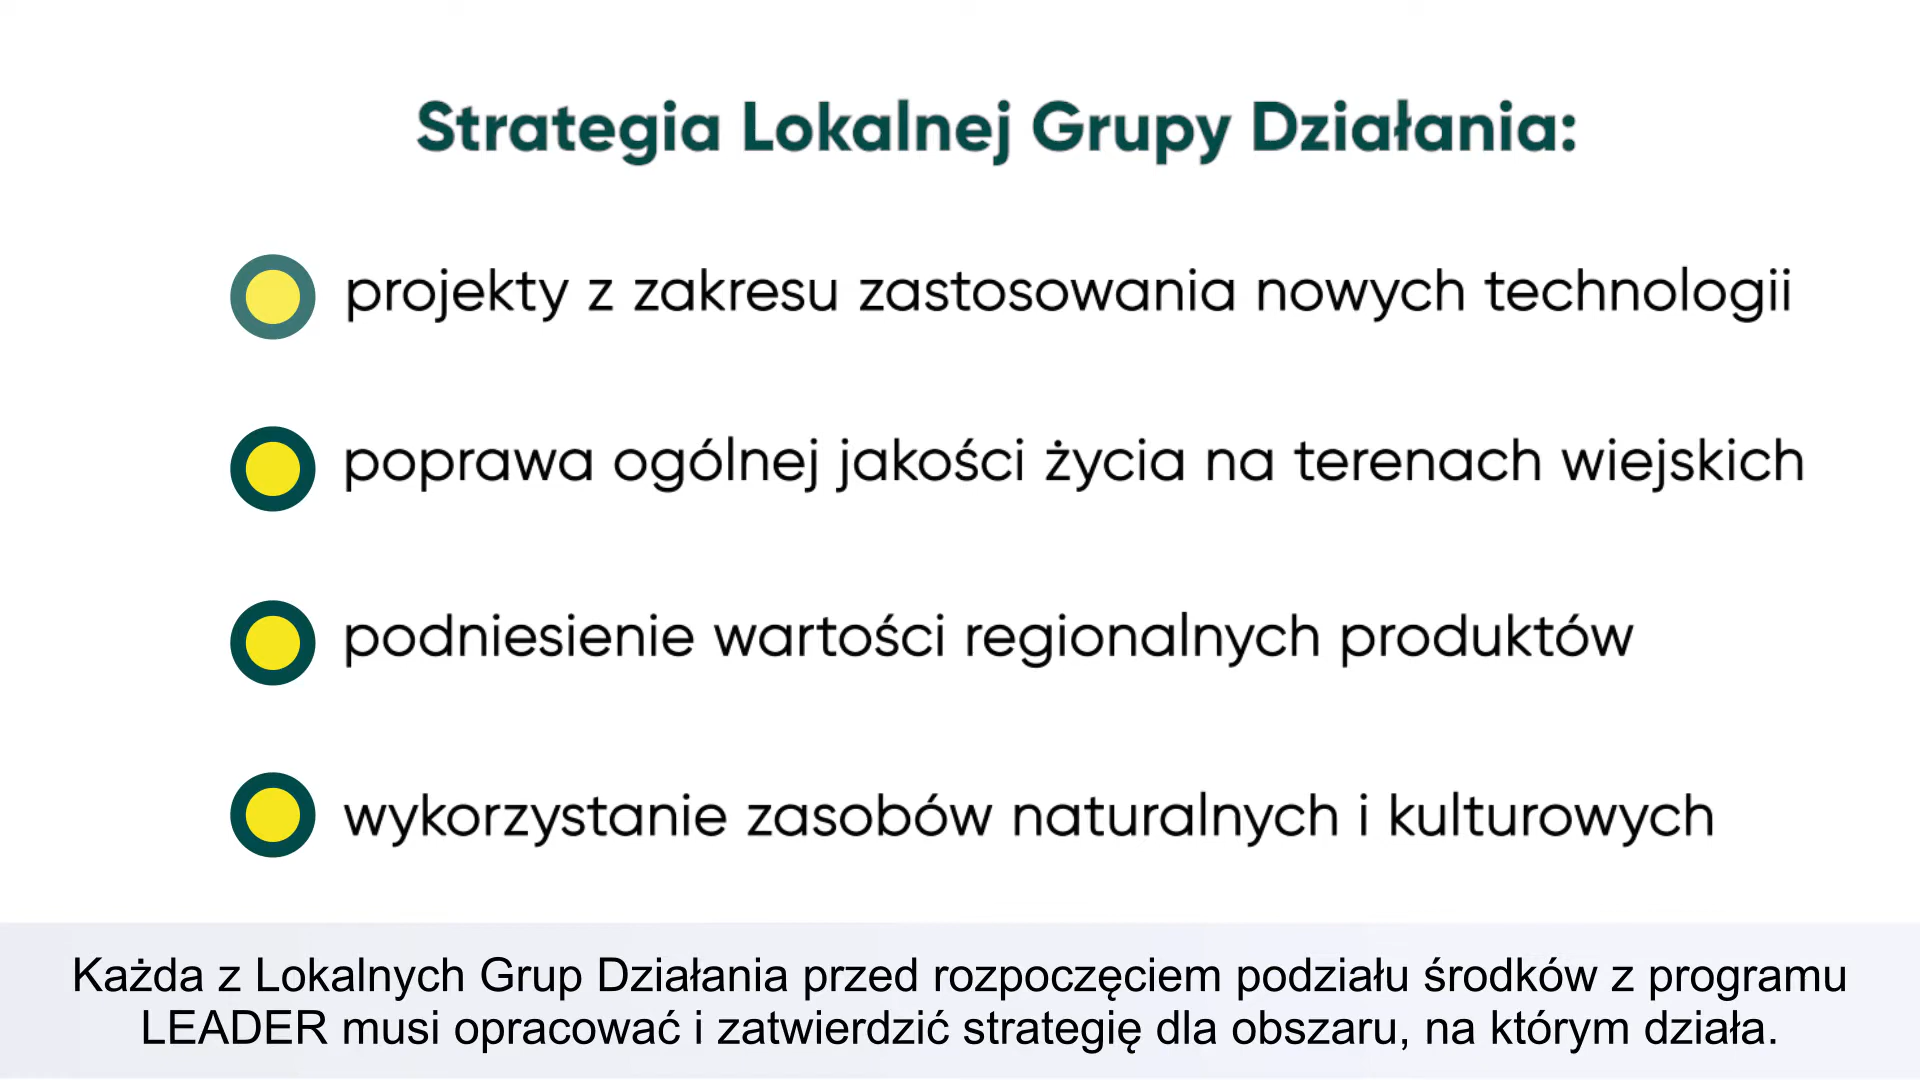 Strategia Lokalnej Grupy Działania:
projekty z zakresu zastosowania nowych technologii
poprawa ogólnej jakości życia na terenach wiejskich
podniesienie wartości regionalnych produktów
wykorzystanie zasobów naturalnych i kulturowych
Każda z Lokalnych Grup Działania przed rozpoczęciem podziału środków z programu
LEADER musi opracować i zatwierdzić strategię dla obszaru, na którym działa.